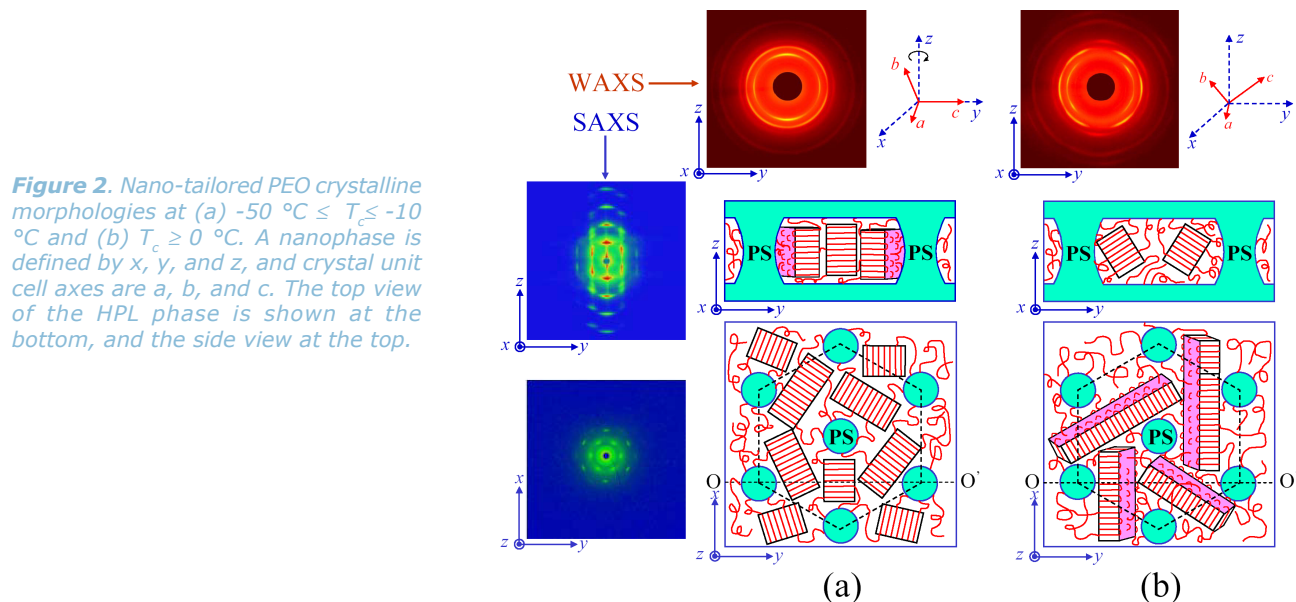 Figure 2. Nano-tailored PEO crystalline
morphologies at (a) -50 °C ≤ Tc ≤ -10
°C and (b) Tc ≥ 0 °C. A nanophase is
defined by x, y, and z, and crystal unit
cell axes are a, b, and c. The top view
of the HPL phase is shown at the
bottom, and the side view at the top.
WAXS
SAXS
z
x
y
z
b
c
a
y
x
z
x
y
z
b
c
a
y
x
z
x
y
PS
PS
z
x
y
PS
PS
z
x
y
x
z
y
PS
O
O'
x
z
y
PS
O
O
x
z
y
(a)
(b)